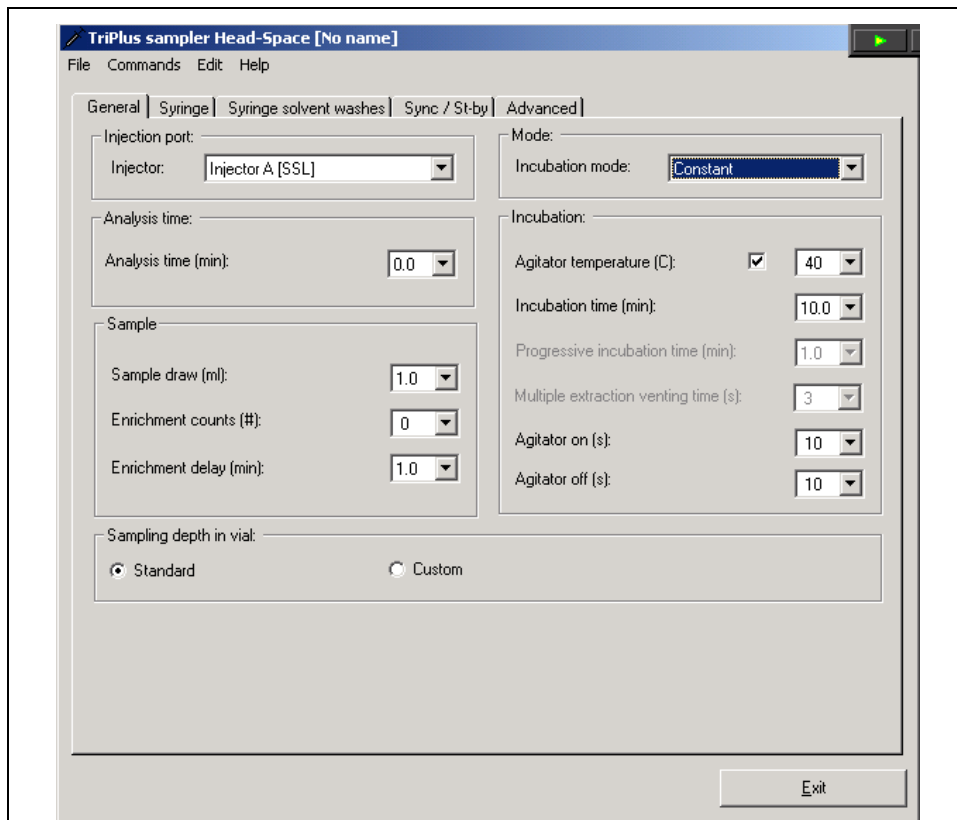 TriPlus sampler Head-Space [No name]
File Commands Edit Help
General Syringe Syringe solvent washes Sync / St-by Advanced
Injection port:
Injector: Injector A [SSL]
Mode:
Incubation mode: Constant
Analysis time:
Analysis time (min): 0.0
Sample
Sample draw (ml): 1.0
Enrichment counts (#): 0
Enrichment delay (min): 1.0
Incubation:
Agitator temperature (C): 40
Incubation time (min): 10.0
Progressive incubation time (min): 1.0
Multiple extraction venting time (s): 3
Agitator on (s): 10
Agitator off (s): 10
Sampling depth in vial:
Standard Custom
Exit